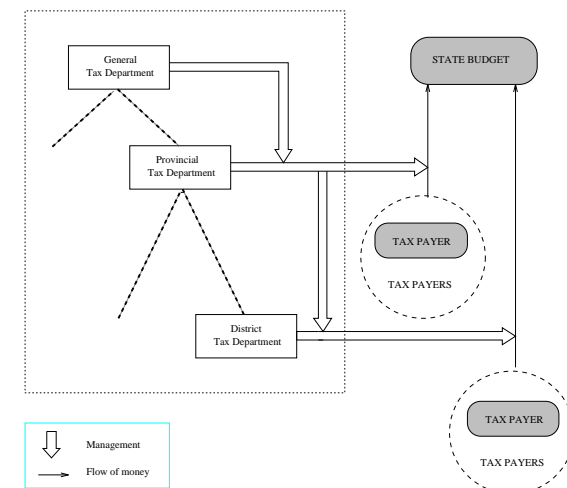 General
Tax Department
STATE BUDGET
Provincial
Tax Department
TAX PAYER
TAX PAYERS
District
Tax Department
TAX PAYER
TAX PAYERS
Management
Flow of money